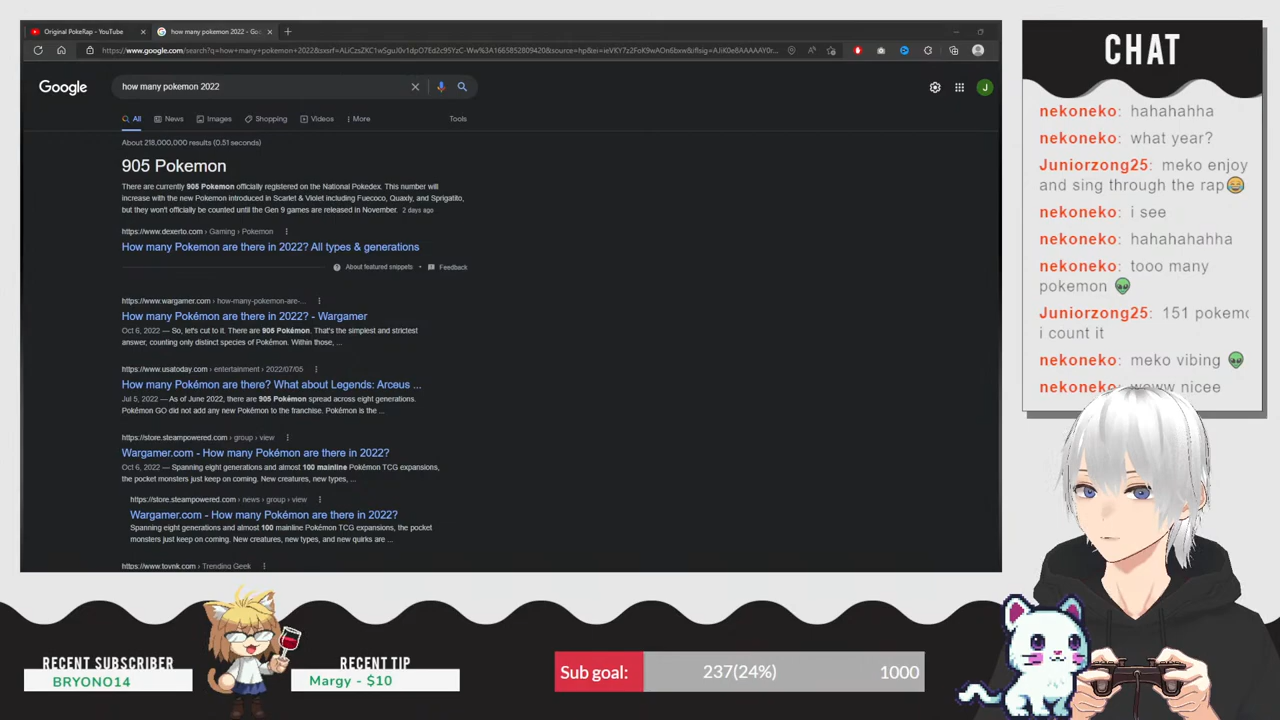 Original PokeRap - YouTube
how many pokemon 2022 - Goo
Google
how many pokemon 2022
J
All
News
Images
Shopping
Videos
More
Tools
About 218,000,000 results (0.51 seconds)
905 Pokemon
There are currently 905 Pokemon officially registered on the National Pokedex. This number will
increase with the new Pokemon introduced in Scarlet & Violet including Fuecoco, Quaxly, and Sprigatito,
but they won't officially be counted until the Gen 9 games are released in November. 2 days ago
https://www.dexerto.com › Gaming › Pokemon
How many Pokemon are there in 2022? All types & generations
About featured snippets • Feedback
https://www.wargamer.com › how-many-pokemon-are-...
How many Pokémon are there in 2022? - Wargamer
Oct 6, 2022 — So, let's cut to it. There are 905 Pokémon. That's the simplest and strictest
answer, counting only distinct species of Pokémon. Within those, ...
https://www.usatoday.com › entertainment › 2022/07/05
How many Pokémon are there? What about Legends: Arceus ...
Jul 5, 2022 — As of June 2022, there are 905 Pokémon spread across eight generations.
Pokémon GO did not add any new Pokémon to the franchise. Pokémon is the ...
https://store.steampowered.com › group › view
Wargamer.com - How many Pokémon are there in 2022?
Oct 6, 2022 — Spanning eight generations and almost 100 mainline Pokémon TCG expansions,
the pocket monsters just keep on coming. New creatures, new types, ...
https://store.steampowered.com › news › group › view
Wargamer.com - How many Pokémon are there in 2022?
Spanning eight generations and almost 100 mainline Pokémon TCG expansions, the pocket
monsters just keep on coming. New creatures, new types, and new quirks are ...
https://www.tovnk.com › Trending Geek
CHAT
nekoneko: hahahahha
nekoneko: what year?
Juniorzong25: meko enjoy
and sing through the rap😂
nekoneko: i see
nekoneko: hahahahahha
nekoneko: tooo many
pokemon 👽
Juniorzong25: 151 pokemo
i count it
nekoneko: meko vibing 👽
nekoneko: woww nicee
RECENT SUBSCRIBER
BRYONO14
RECENT TIP
Margy - $10
Sub goal: 237(24%) 1000